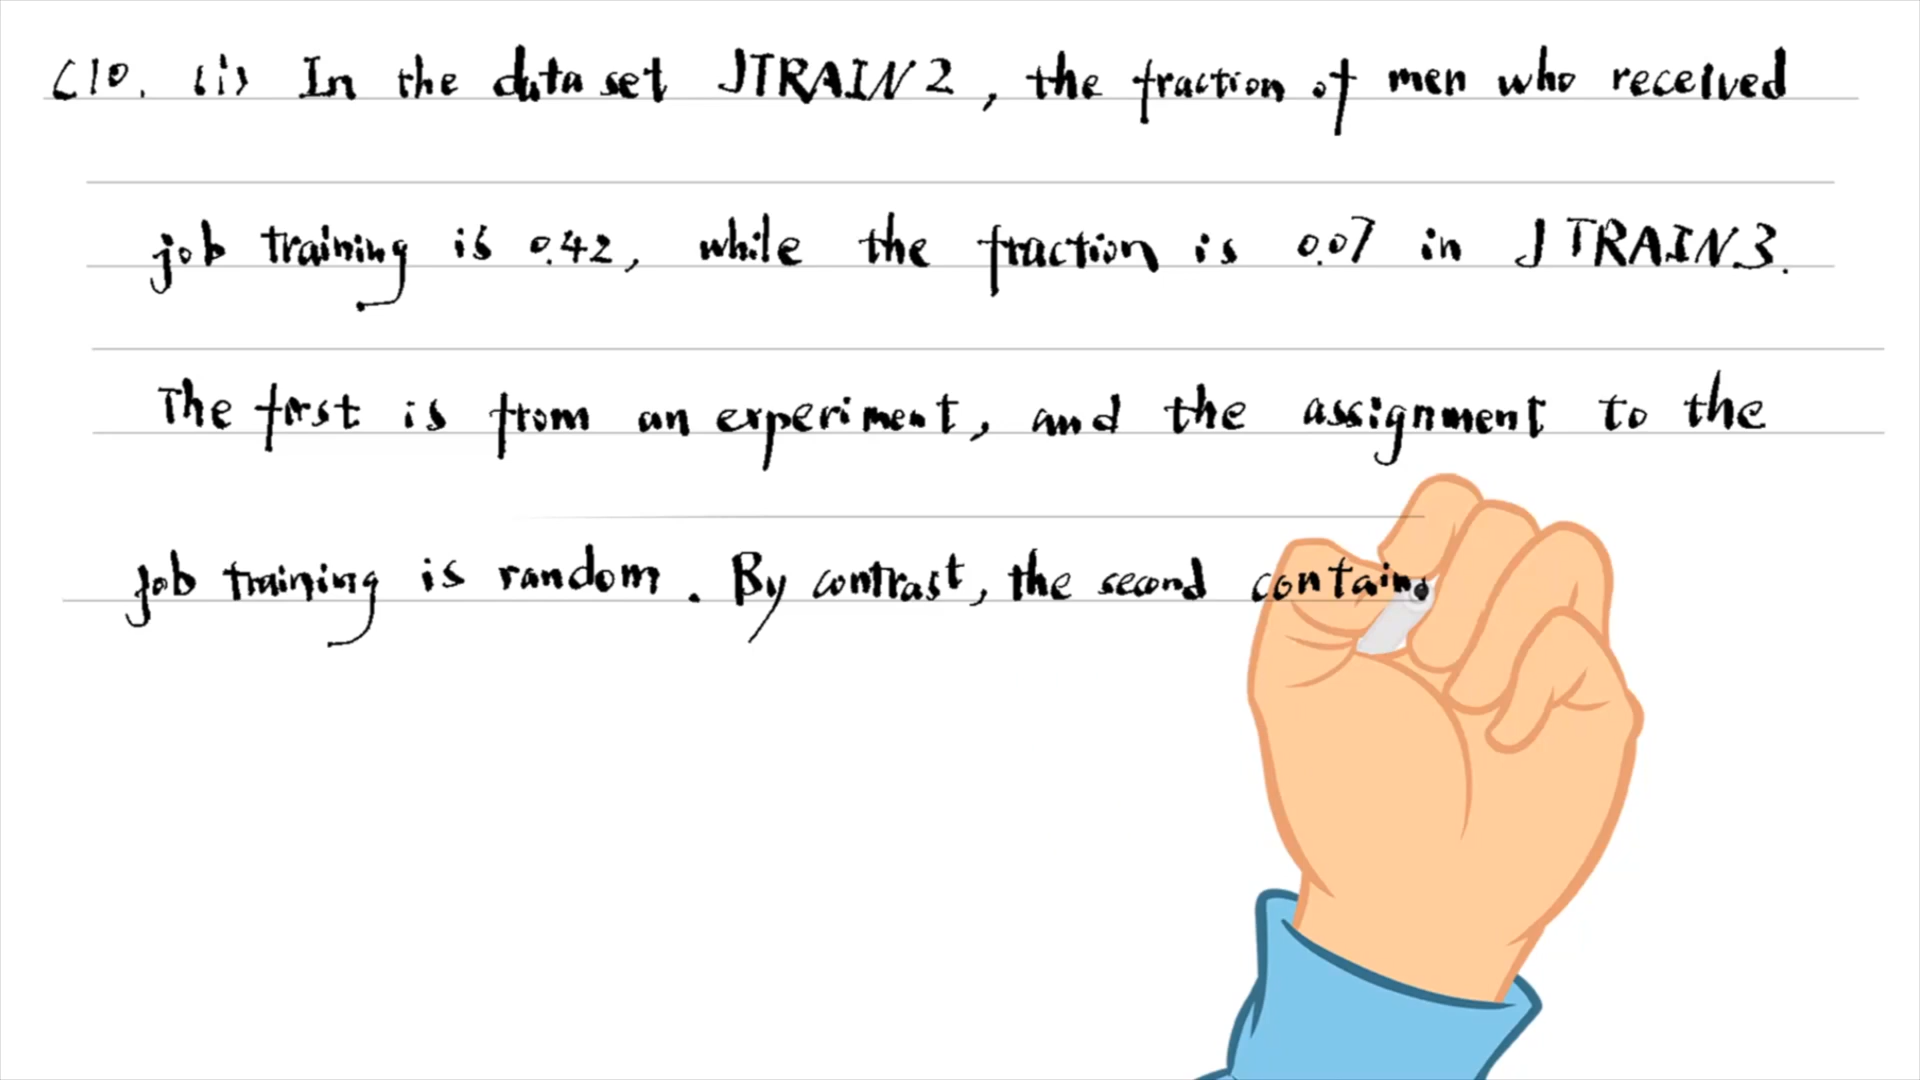 C10. (i) In the data set JTRAIN2, the fraction of men who received
job training is 0.42, while the fraction is 0.07 in JTRAIN3.
The first is from an experiment, and the assignment to the
job training is random. By contrast, the second contain